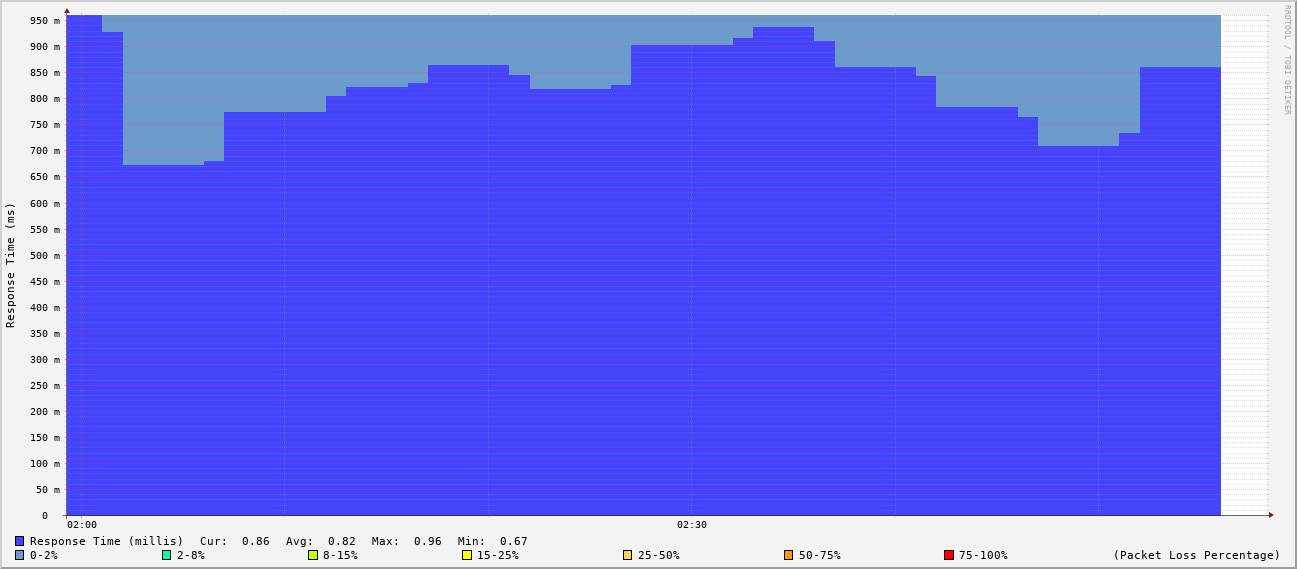 RRDTOOL / TOBI OETIKER
Response Time (ms)
950 m
900 m
850 m
800 m
750 m
700 m
650 m
600 m
550 m
500 m
450 m
400 m
350 m
300 m
250 m
200 m
150 m
100 m
50 m
0
02:00 02:30
Response Time (millis) Cur: 0.86 Avg: 0.82 Max: 0.96 Min: 0.67
0-2% 2-8% 8-15% 15-25% 25-50% 50-75% 75-100% (Packet Loss Percentage)